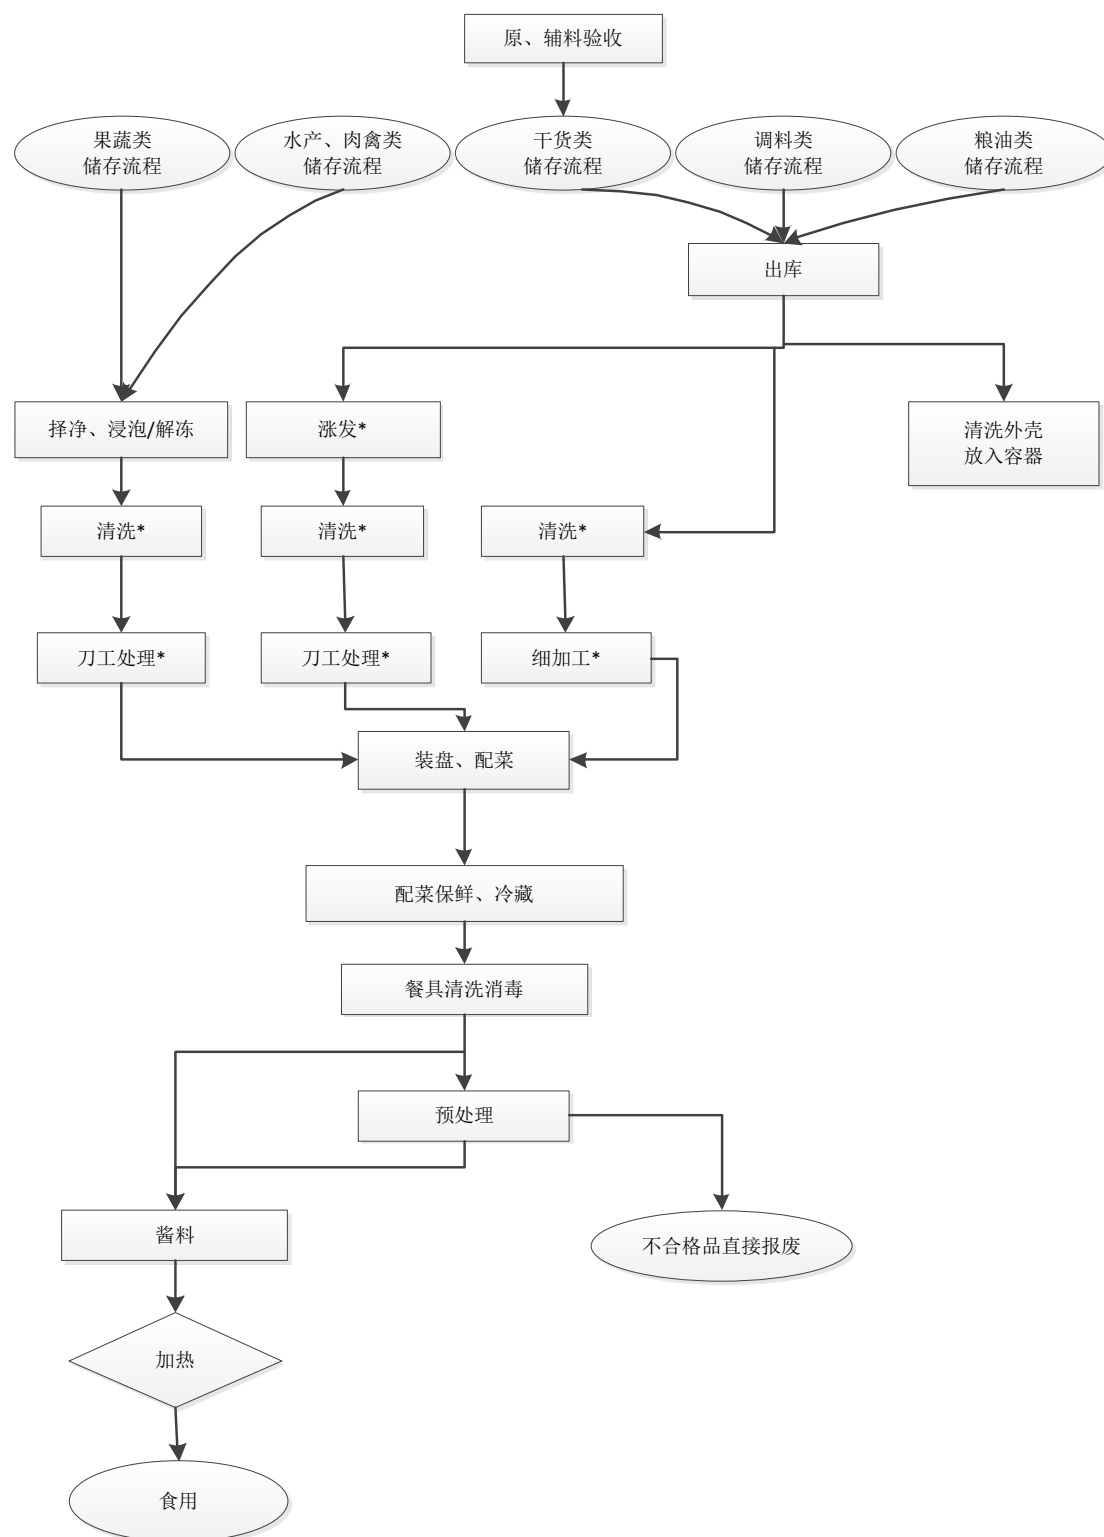 原、辅料验收
果蔬类
储存流程
水产、肉禽类
储存流程
干货类
储存流程
调料类
储存流程
粮油类
储存流程
出库
择净、浸泡/解冻
涨发*
清洗外壳
放入容器
清洗*
清洗*
清洗*
刀工处理*
刀工处理*
细加工*
装盘、配菜
配菜保鲜、冷藏
餐具清洗消毒
预处理
酱料
不合格品直接报废
加热
食用